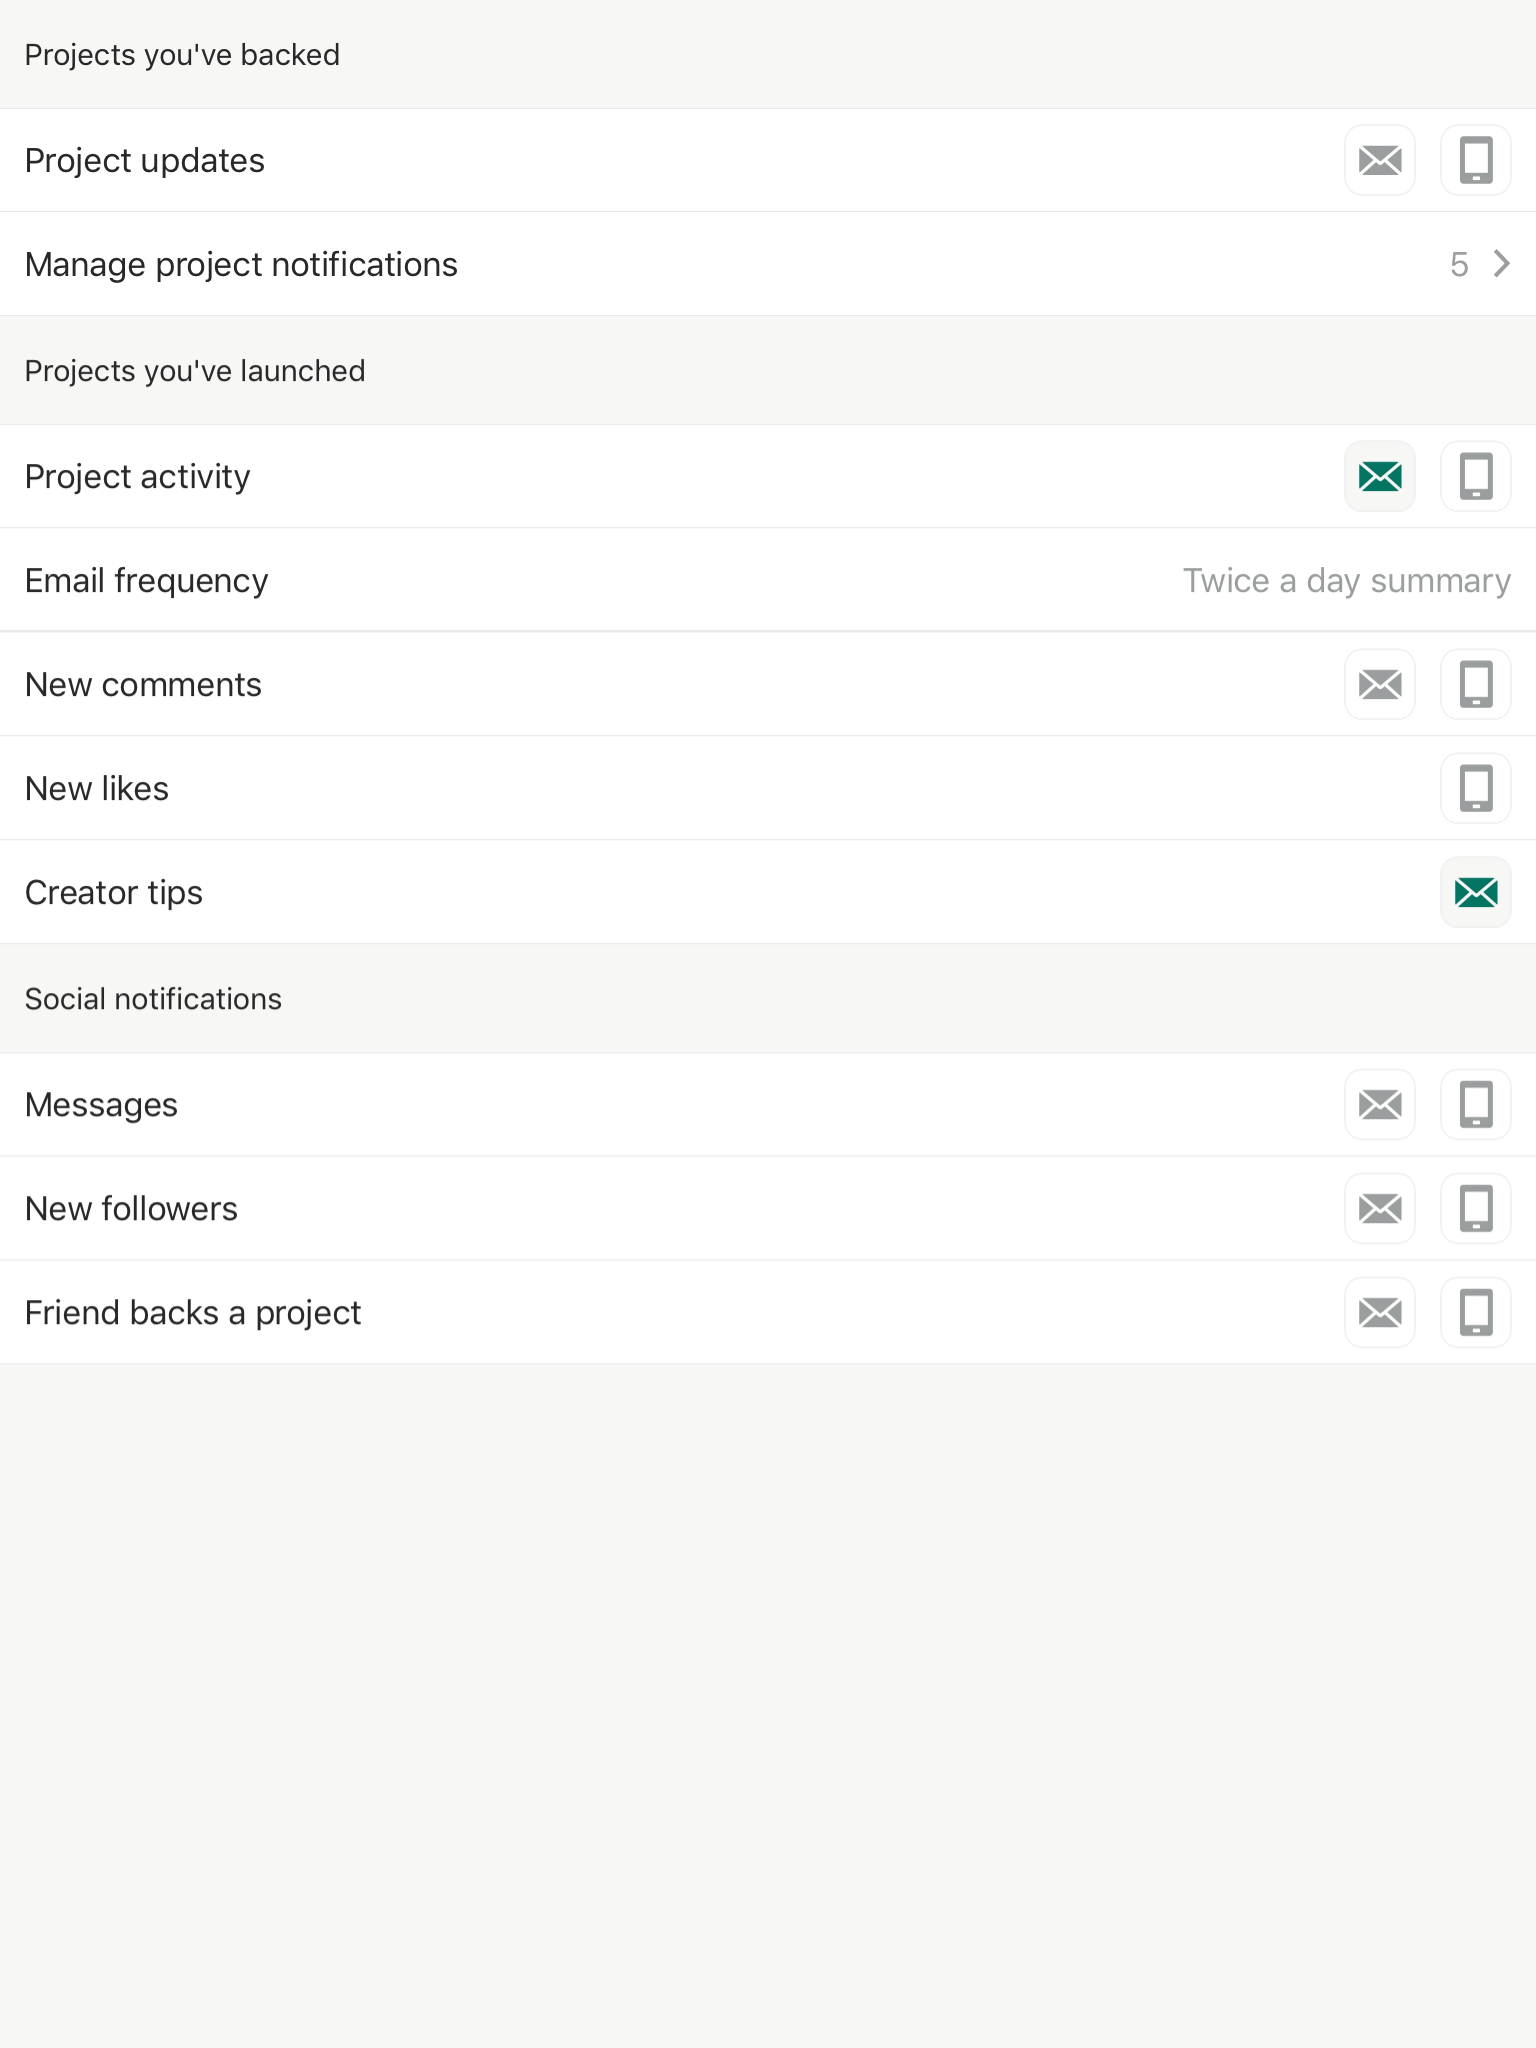 Projects you've backed
Project updates
Manage project notifications 5
Projects you've launched
Project activity
Email frequency Twice a day summary
New comments
New likes
Creator tips
Social notifications
Messages
New followers
Friend backs a project